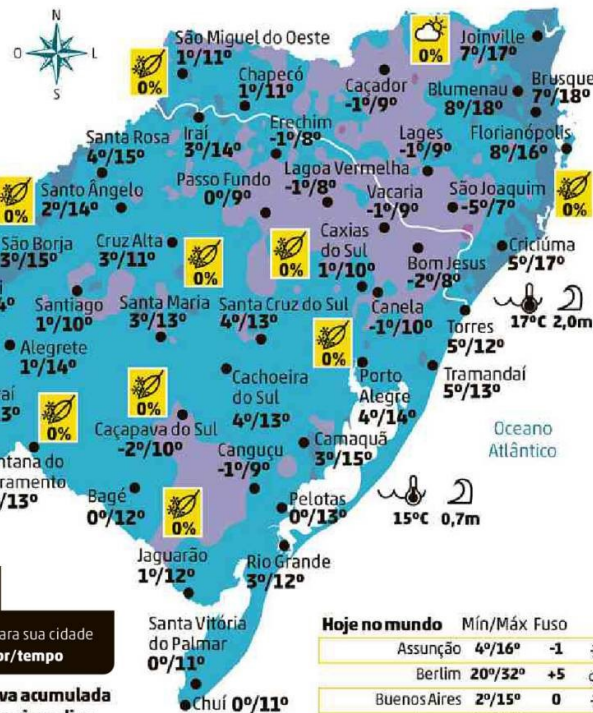 N
O L
S
São Miguel do Oeste
1º/11º
0%
Chapecó
1º/11º
Caçador
-1º/9º
0%
Joinville
7º/17º
Blumenau
8º/18º
Brusque
7º/18º
Iraí
3º/14º
Erechim
-1º/8º
Lages
-1º/9º
Florianópolis
8º/16º
Santa Rosa
4º/15º
Passo Fundo
0º/9º
Lagoa Vermelha
-1º/8º
Vacaria
-1º/9º
São Joaquim
-5º/7º
0%
0%
Santo Ângelo
2º/14º
São Borja
3º/15º
Cruz Alta
3º/11º
0%
0%
Caxias
do Sul
1º/10º
Bom Jesus
-2º/8º
Criciúma
5º/17º
Santiago
1º/10º
Santa Maria
3º/13º
Santa Cruz do Sul
4º/13º
Canela
-1º/10º
17ºC 2,0m
Torres
5º/12º
Alegrete
1º/14º
0%
Cachoeira
do Sul
4º/13º
Porto
Alegre
4º/14º
Tramandaí
5º/13º
0%
0%
Caçapava do Sul
-2º/10º
Canguçu
-1º/9º
Camaquã
3º/15º
Oceano
Atlântico
/13º
Bagé
0º/12º
0%
Pelotas
0º/13º
15ºC 0,7m
Jaguarão
1º/12º
Rio Grande
3º/12º
Santa Vitória
do Palmar
0º/11º
Chuí 0º/11º
ara sua cidade
or/tempo
va acumulada
Hoje no mundo Mín/Máx Fuso
Assunção 4º/16º -1
Berlim 20º/32º +5
Buenos Aires 2º/15º 0